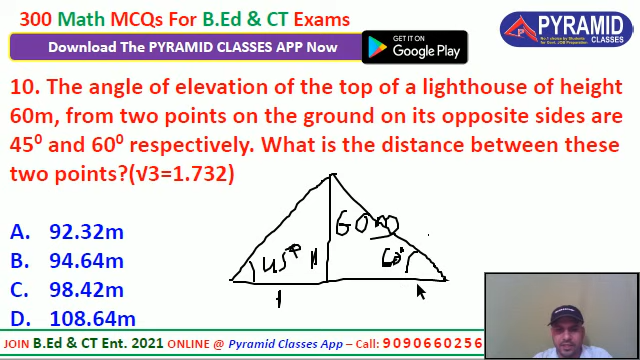 300 Math MCQs For B.Ed & CT Exams
Download The PYRAMID CLASSES APP Now
GET IT ON
Google Play
PYRAMID
CLASSES
10. The angle of elevation of the top of a lighthouse of height
60m, from two points on the ground on its opposite sides are
45⁰ and 60⁰ respectively. What is the distance between these
two points?(√3=1.732)
A. 92.32m
B. 94.64m
C. 98.42m
D. 108.64m
45°
60°
JOIN B.Ed & CT Ent. 2021 ONLINE @ Pyramid Classes App – Call: 9090660256